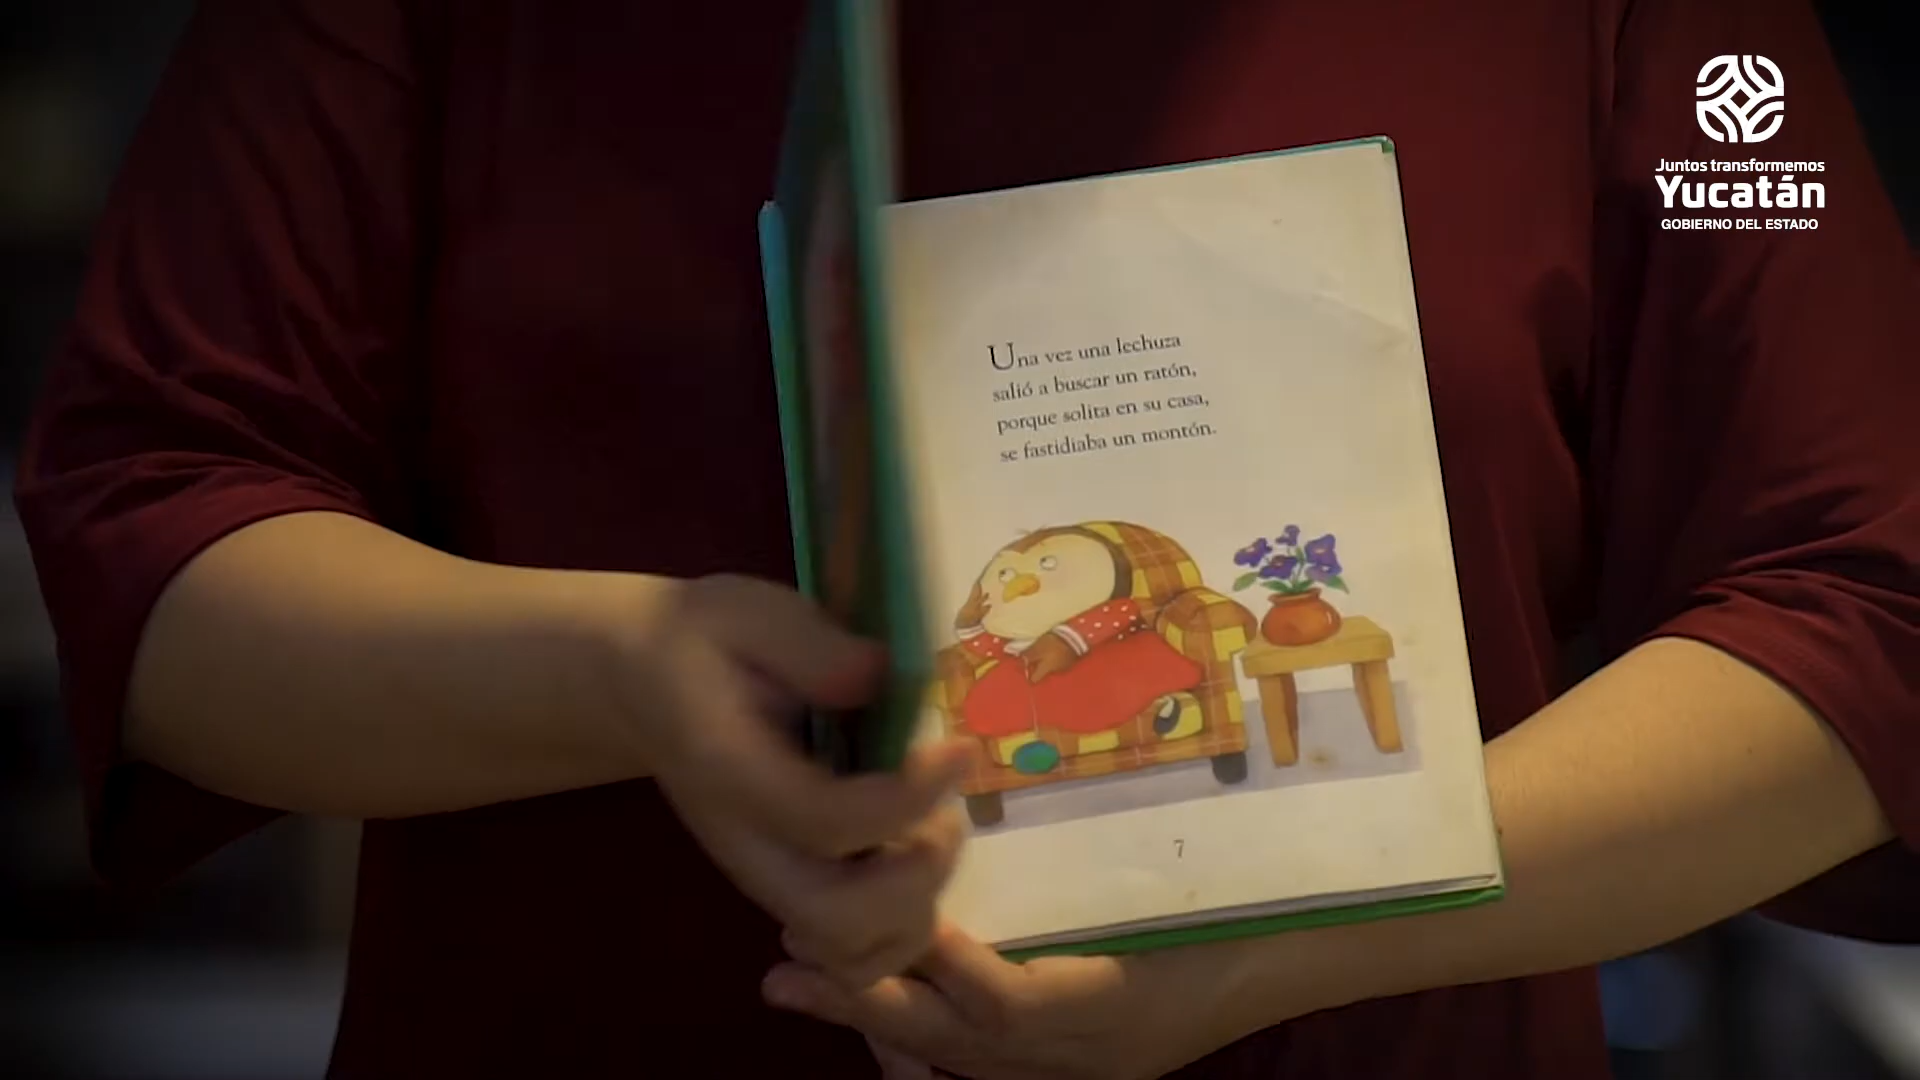 Juntos transformemos
Yucatán
GOBIERNO DEL ESTADO
Una vez una lechuza
salió a buscar un ratón,
porque solita en su casa,
se fastidiaba un montón.
7